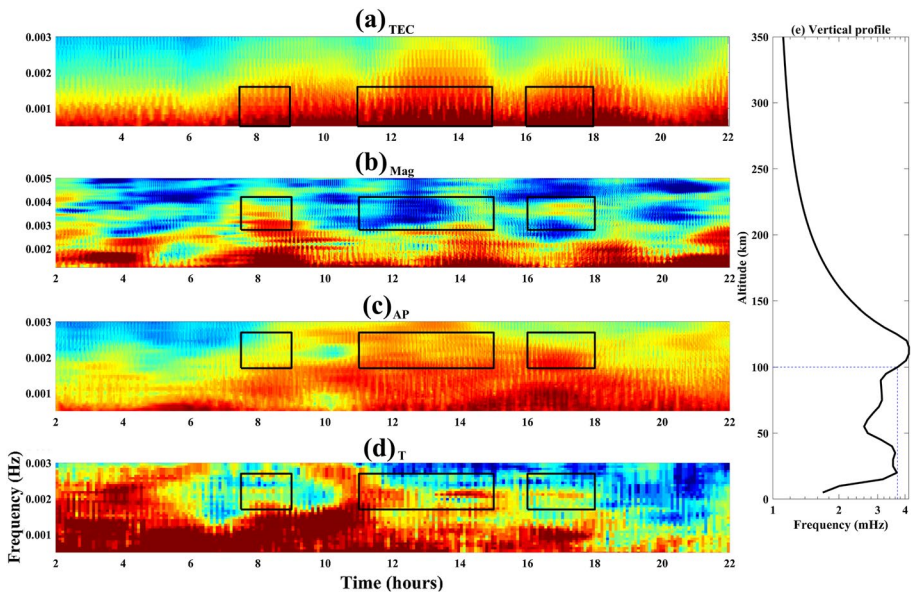 (a) TEC
0.003
0.002
0.001
4 6 8 10 12 14 16 18 20 22
(b) Mag
0.005
0.004
0.003
0.002
2 4 6 8 10 12 14 16 18 20 22
(c) AP
0.003
0.002
0.001
2 4 6 8 10 12 14 16 18 20 22
(d) T
0.003
0.002
0.001
2 4 6 8 10 12 14 16 18 20 22
Frequency (Hz)
Time (hours)
(e) Vertical profile
350
300
250
200
150
100
50
0
Altitude (km)
1 2 3 4
Frequency (mHz)